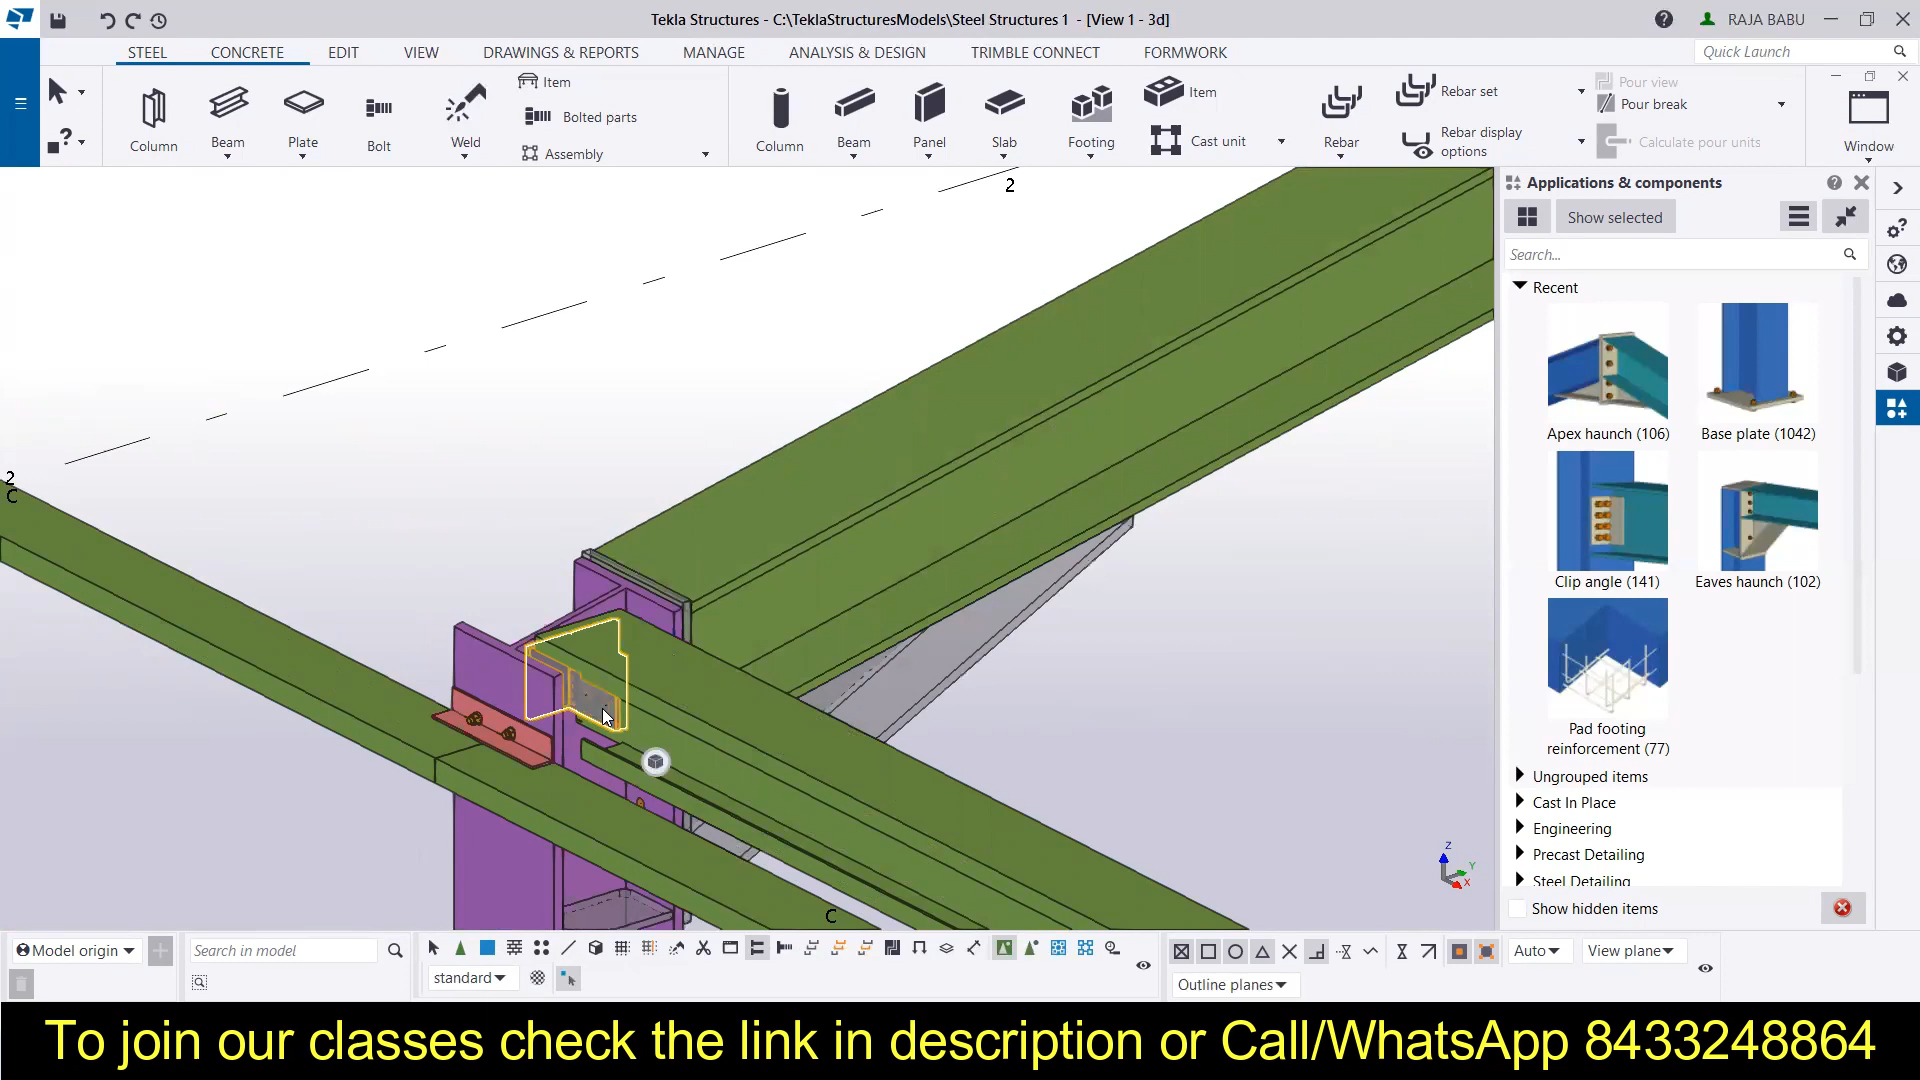 Tekla Structures - C:\TeklaStructuresModels\Steel Structures 1 - [View 1 - 3d]
RAJA BABU
STEEL CONCRETE EDIT VIEW DRAWINGS & REPORTS MANAGE ANALYSIS & DESIGN TRIMBLE CONNECT FORMWORK
Quick Launch
Column Beam Plate Bolt Weld
Item
Bolted parts
Assembly
Column Beam Panel Slab Footing
Item
Cast unit
Rebar
Rebar set
Rebar display options
Pour view
Pour break
Calculate pour units
Window
2
2
C
C
Z
Y
X
Applications & components
Show selected
Search...
Recent
Apex haunch (106) Base plate (1042)
Clip angle (141) Eaves haunch (102)
Pad footing
reinforcement (77)
Ungrouped items
Cast In Place
Engineering
Precast Detailing
Steel Detailing
Show hidden items
Model origin
Search in model
standard
Auto
View plane
Outline planes
To join our classes check the link in description or Call/WhatsApp 8433248864